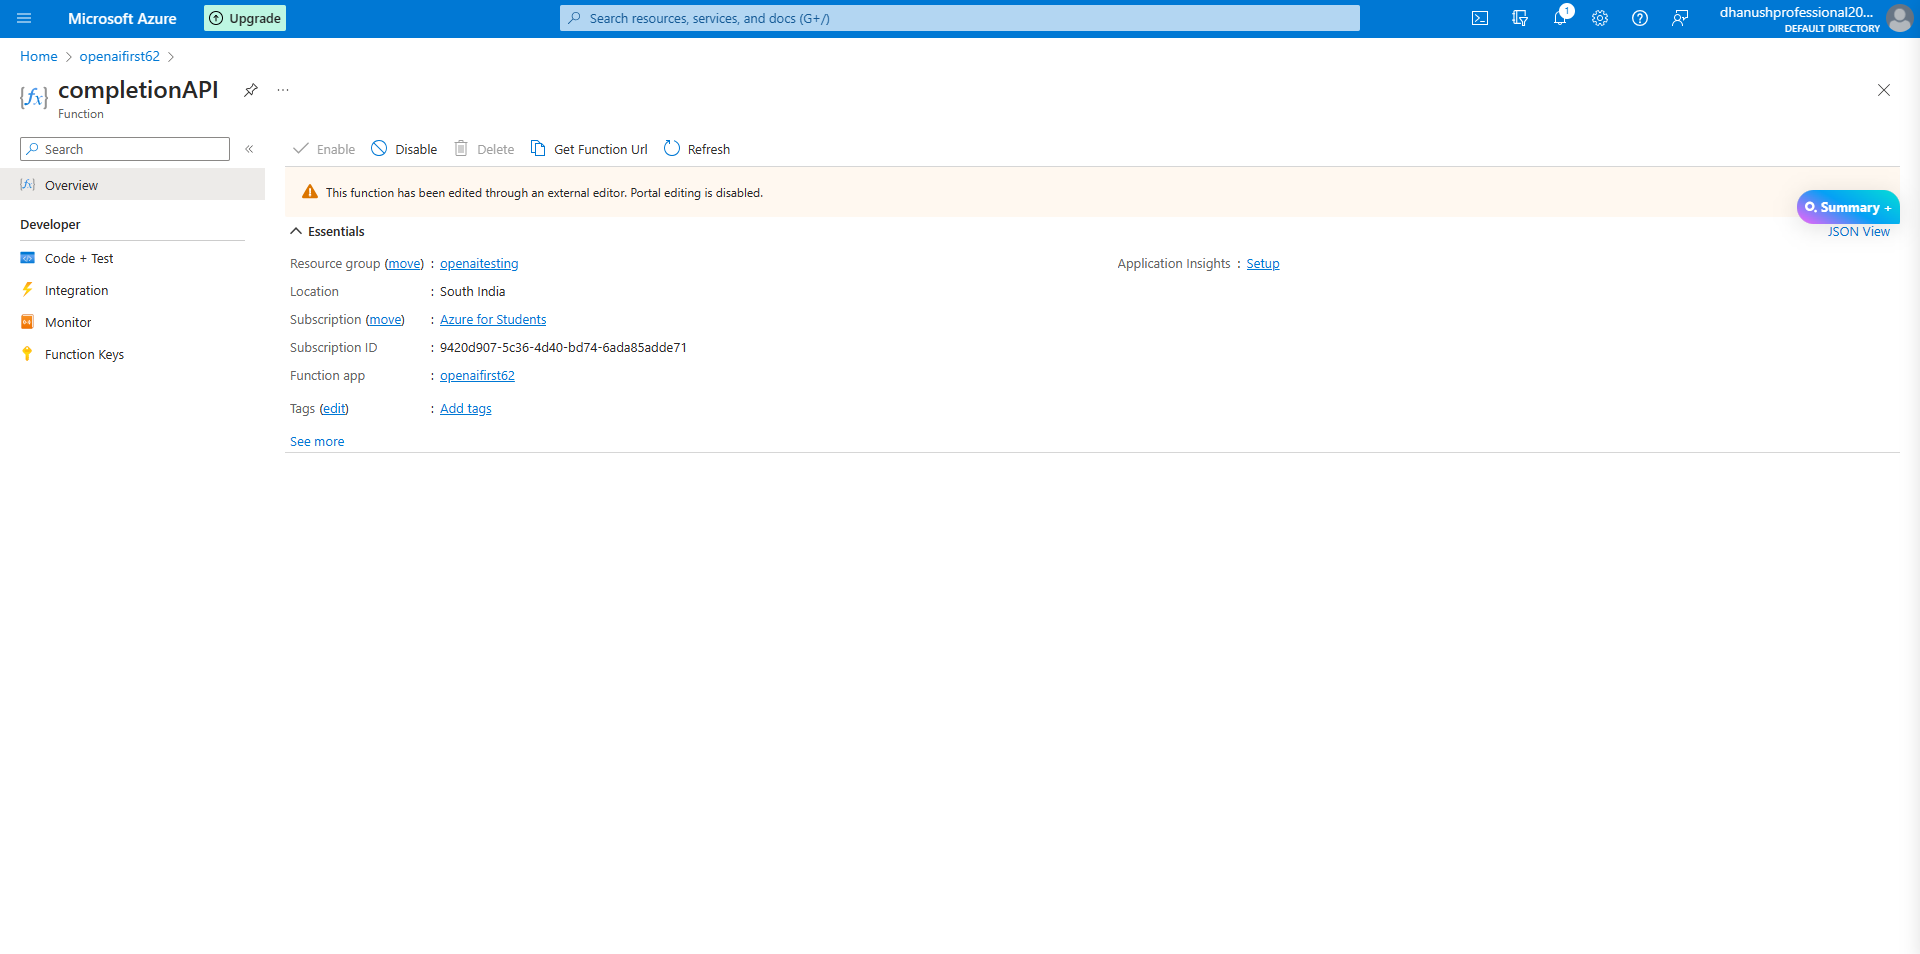 Microsoft Azure
Upgrade
Search resources, services, and docs (G+/)
1
dhanushprofessional20...
DEFAULT DIRECTORY
Home > openaifirst62 >
{fx}
completionAPI
...
Function
Search
«
Enable
Disable
Delete
Get Function Url
Refresh
Overview
This function has been edited through an external editor. Portal editing is disabled.
Summary +
Developer
Essentials
JSON View
Code + Test
Integration
Monitor
Function Keys
Resource group (move) : openaitesting
Application Insights : Setup
Location : South India
Subscription (move) : Azure for Students
Subscription ID : 9420d907-5c36-4d40-bd74-6ada85adde71
Function app : openaifirst62
Tags (edit) : Add tags
See more